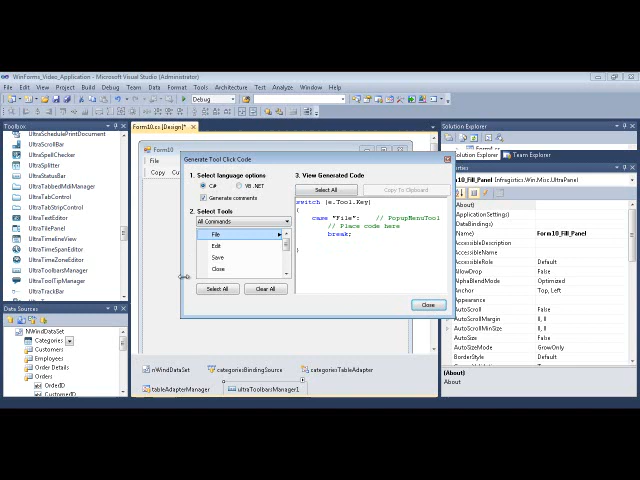 WinForms_Video_Application - Microsoft Visual Studio (Administrator)
File Edit View Project Build Debug Team Data Format Tools Architecture Test Analyze Window Help
Debug
Toolbox
UltraSchedulePrintDocument
UltraScrollBar
UltraSpellChecker
UltraSplitter
UltraStatusBar
UltraTabbedMdiManager
UltraTabControl
UltraTabStripControl
UltraTextEditor
UltraTilePanel
UltraTimelineView
UltraTimeSpanEditor
UltraToolbarsManager
UltraToolTipManager
UltraTrackBar
Data Sources
NWindDataSet
Categories
Customers
Employees
Order Details
Orders
OrderID
CustomerID
Form10.cs [Design]*
Form10
File
Copy
Generate Tool Click Code
1. Select language options
C#
VB .NET
Generate comments
2. Select Tools
All Commands
File
Edit
Save
Close
Select All
Clear All
3. View Generated Code
Select All
Copy To Clipboard
switch (e.Tool.Key)
{
case "File": // PopupMenuTool
// Place code here
break;
}
Close
nWindDataSet
categoriesBindingSource
categoriesTableAdapter
tableAdapterManager
ultraToolbarsManager1
Solution Explorer
Solution Explorer
Team Explorer
Properties
Form10_Fill_Panel Infragistics.Win.Misc.UltraPanel
(About)
(ApplicationSettings)
(DataBindings)
(Name) Form10_Fill_Panel
AccessibleRole Default
AllowDrop False
AlphaBlendMode Optimized
Anchor Top, Left
Appearance
AutoScroll False
AutoScrollMargin 0, 0
AutoScrollMinSize 0, 0
AutoSize False
AutoSizeMode GrowOnly
BorderStyle Default
(About)
About